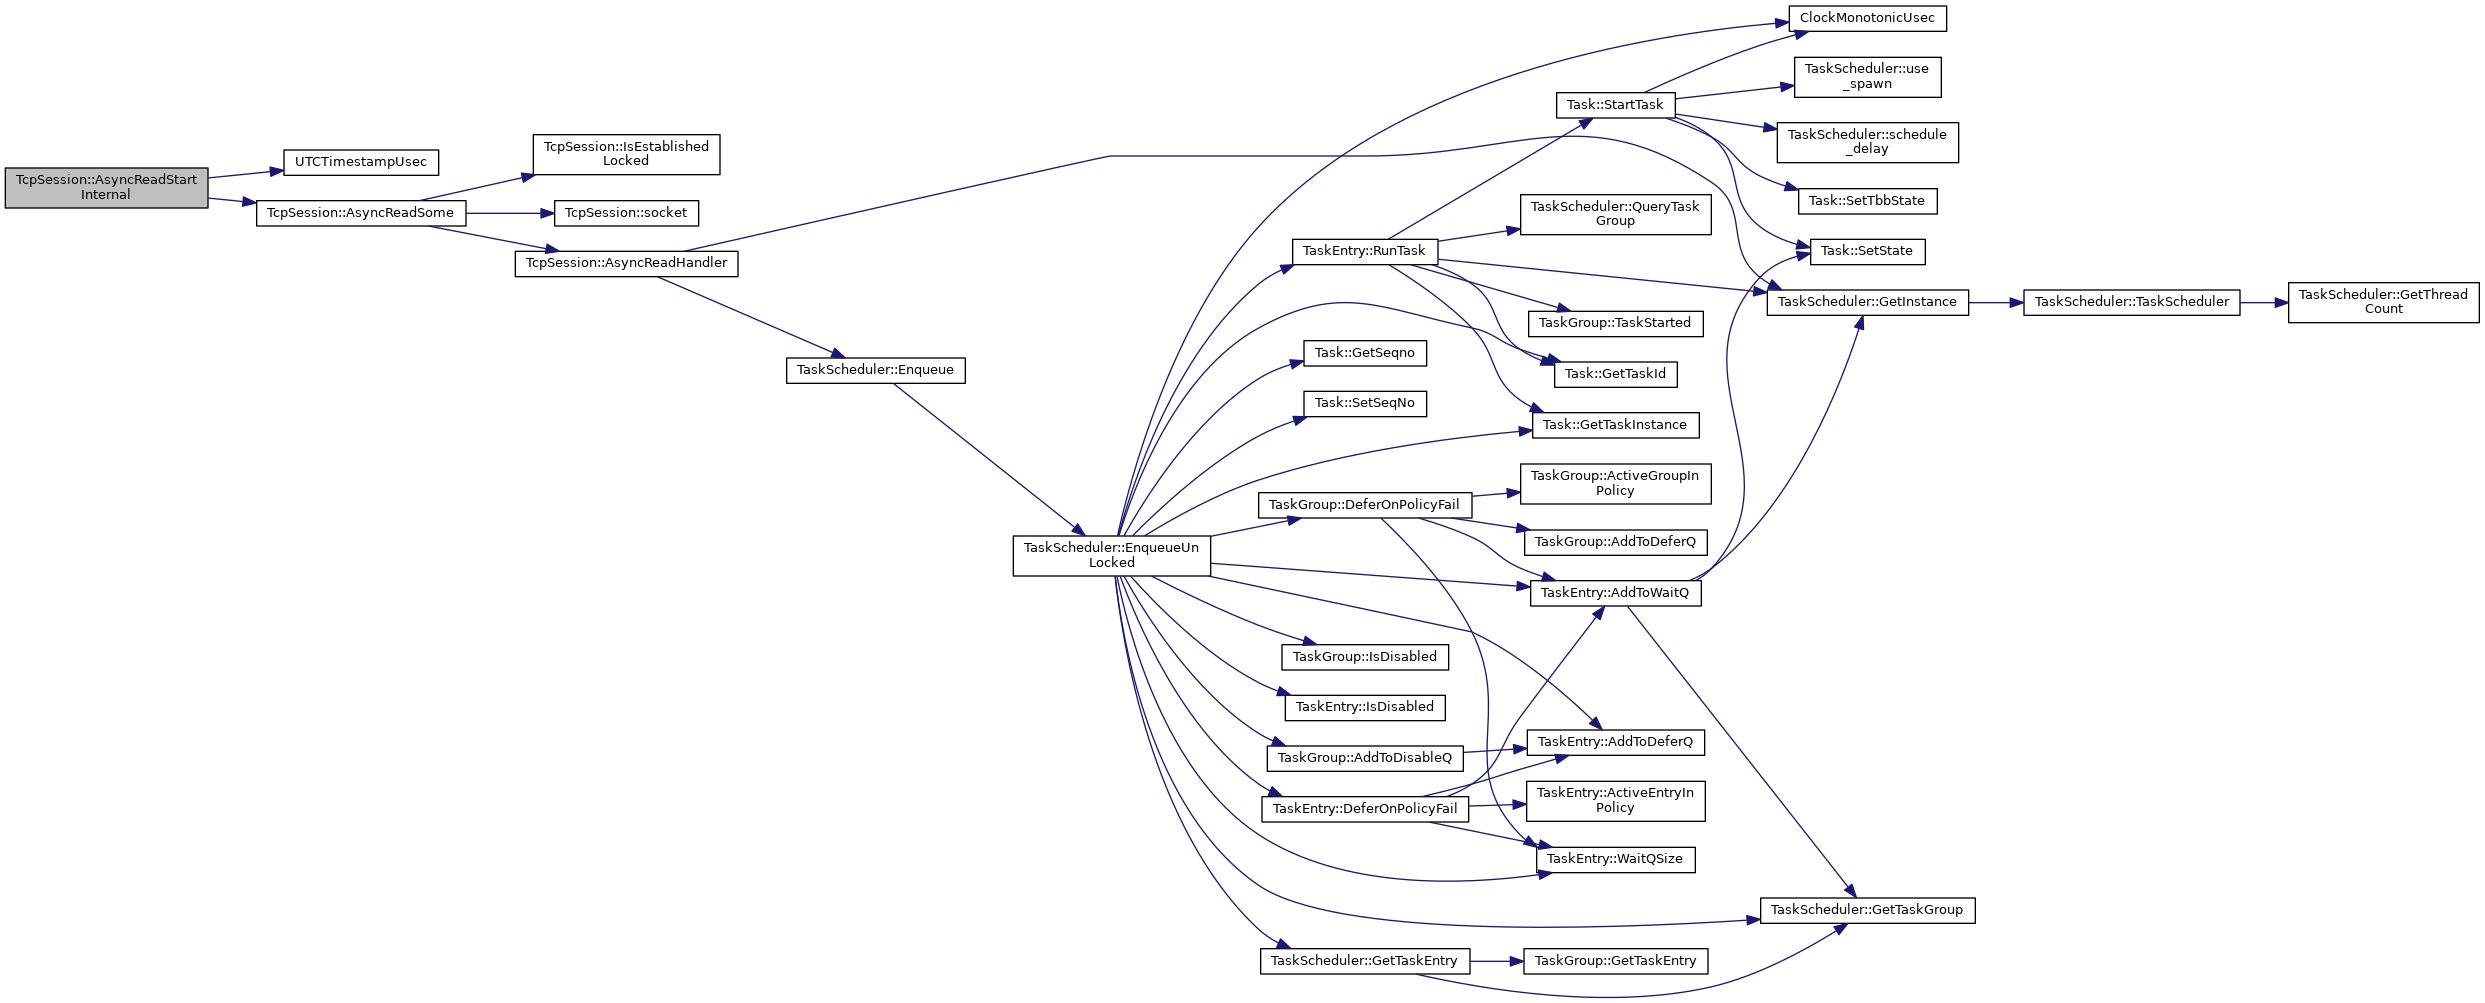 TcpSession::AsyncReadStart
Internal
UTCTimestampUsec
TcpSession::AsyncReadSome
TcpSession::IsEstablished
Locked
TcpSession::socket
TcpSession::AsyncReadHandler
TaskScheduler::Enqueue
TaskScheduler::EnqueueUn
Locked
TaskEntry::RunTask
Task::GetSeqno
Task::SetSeqNo
TaskGroup::DeferOnPolicyFail
TaskGroup::IsDisabled
TaskEntry::IsDisabled
TaskGroup::AddToDisableQ
TaskEntry::DeferOnPolicyFail
TaskScheduler::GetTaskEntry
Task::StartTask
TaskScheduler::QueryTask
Group
TaskGroup::TaskStarted
Task::GetTaskId
Task::GetTaskInstance
TaskGroup::ActiveGroupIn
Policy
TaskGroup::AddToDeferQ
TaskEntry::AddToWaitQ
TaskEntry::AddToDeferQ
TaskEntry::ActiveEntryIn
Policy
TaskEntry::WaitQSize
TaskGroup::GetTaskEntry
ClockMonotonicUsec
TaskScheduler::use
_spawn
TaskScheduler::schedule
_delay
Task::SetTbbState
Task::SetState
TaskScheduler::GetInstance
TaskScheduler::GetTaskGroup
TaskScheduler::TaskScheduler
TaskScheduler::GetThread
Count